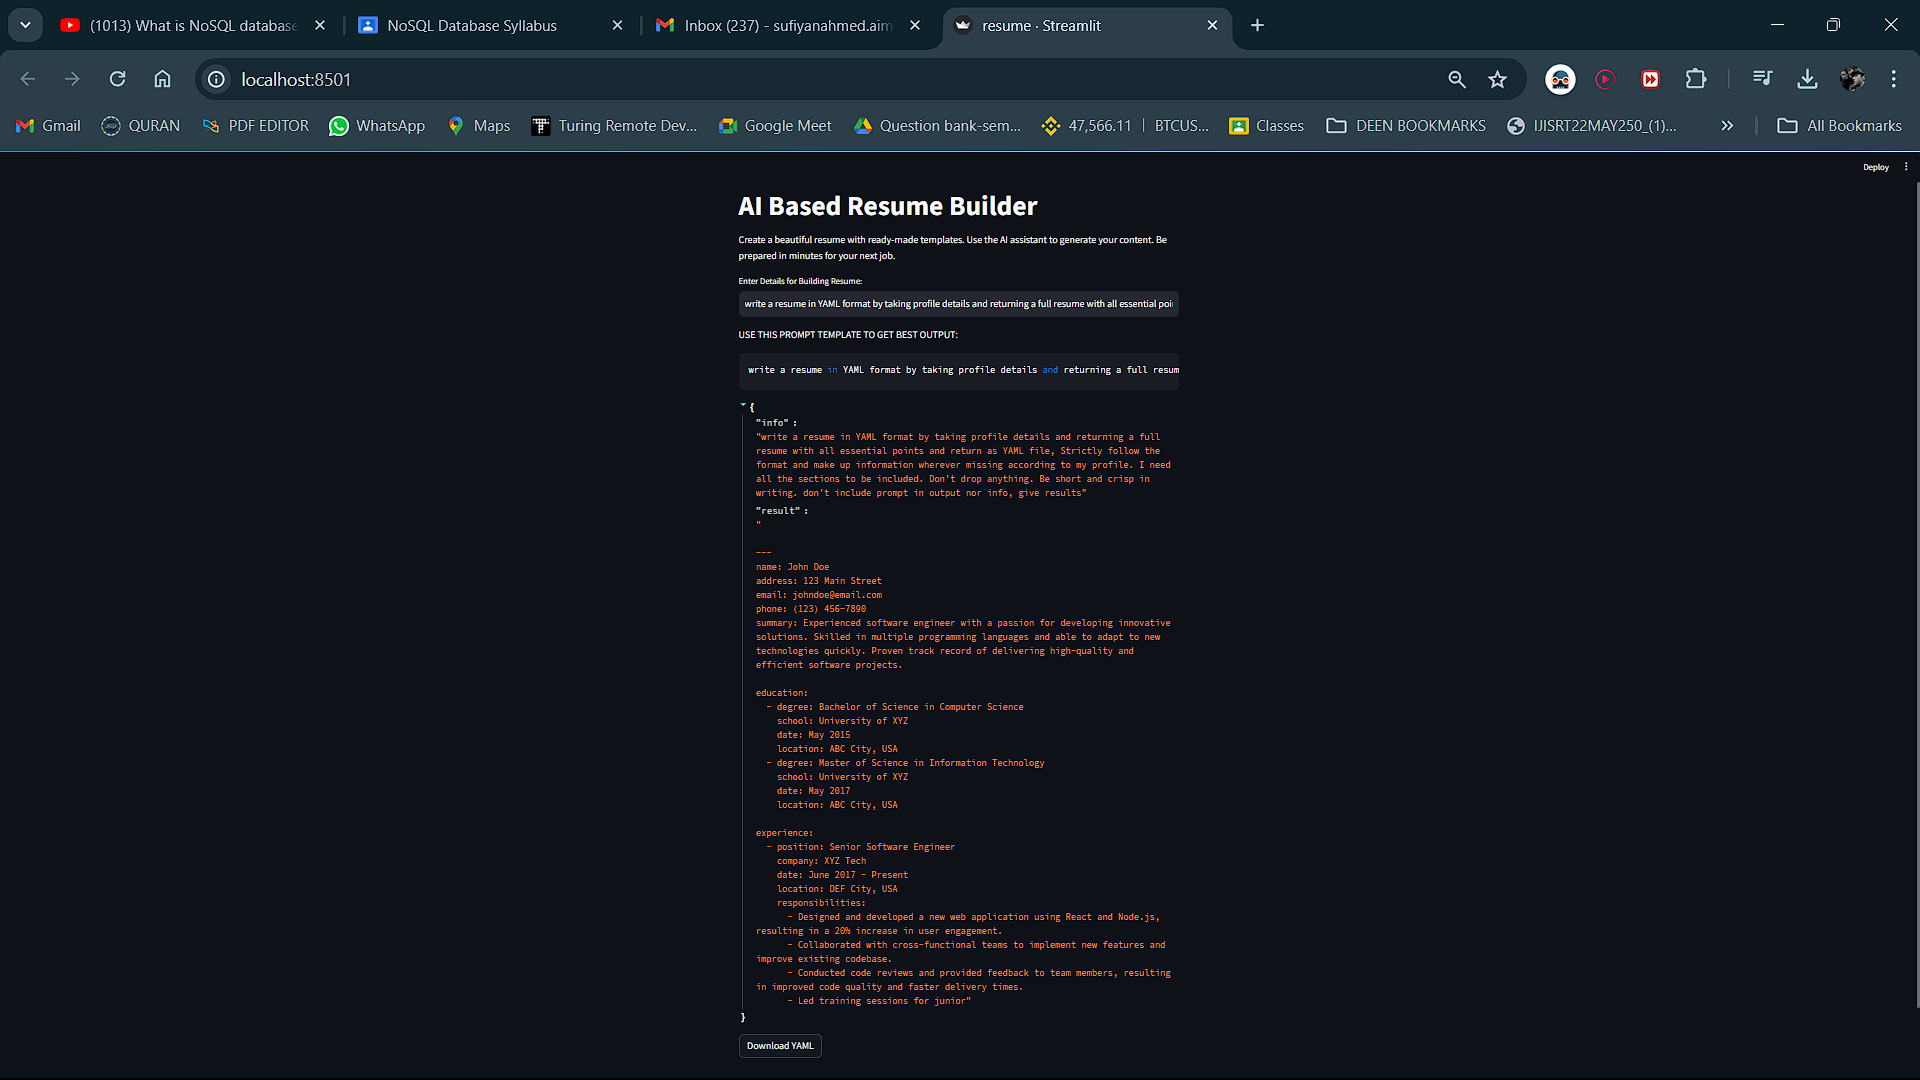 (1013) What is NoSQL database
NoSQL Database Syllabus
Inbox (237) - sufiyanahmed.aim
resume · Streamlit
localhost:8501
Gmail
QURAN
PDF EDITOR
WhatsApp
Maps
Turing Remote Dev...
Google Meet
Question bank-sem...
47,566.11 | BTCUS...
Classes
DEEN BOOKMARKS
IJISRT22MAY250_(1)...
All Bookmarks
Deploy
AI Based Resume Builder
Create a beautiful resume with ready-made templates. Use the AI assistant to generate your content. Be
prepared in minutes for your next job.
Enter Details for Building Resume:
write a resume in YAML format by taking profile details and returning a full resume with all essential poi
USE THIS PROMPT TEMPLATE TO GET BEST OUTPUT:
write a resume in YAML format by taking profile details and returning a full resum
{
"info" :
"write a resume in YAML format by taking profile details and returning a full
resume with all essential points and return as YAML file, Strictly follow the
format and make up information wherever missing according to my profile. I need
all the sections to be included. Don't drop anything. Be short and crisp in
writing. don't include prompt in output nor info, give results"
"result" :
"
---
name: John Doe
address: 123 Main Street
email: johndoe@email.com
phone: (123) 456-7890
summary: Experienced software engineer with a passion for developing innovative
solutions. Skilled in multiple programming languages and able to adapt to new
technologies quickly. Proven track record of delivering high-quality and
efficient software projects.
education:
- degree: Bachelor of Science in Computer Science
school: University of XYZ
date: May 2015
location: ABC City, USA
- degree: Master of Science in Information Technology
school: University of XYZ
date: May 2017
location: ABC City, USA
experience:
- position: Senior Software Engineer
company: XYZ Tech
date: June 2017 - Present
location: DEF City, USA
responsibilities:
- Designed and developed a new web application using React and Node.js,
resulting in a 20% increase in user engagement.
- Collaborated with cross-functional teams to implement new features and
improve existing codebase.
- Conducted code reviews and provided feedback to team members, resulting
in improved code quality and faster delivery times.
- Led training sessions for junior"
}
Download YAML